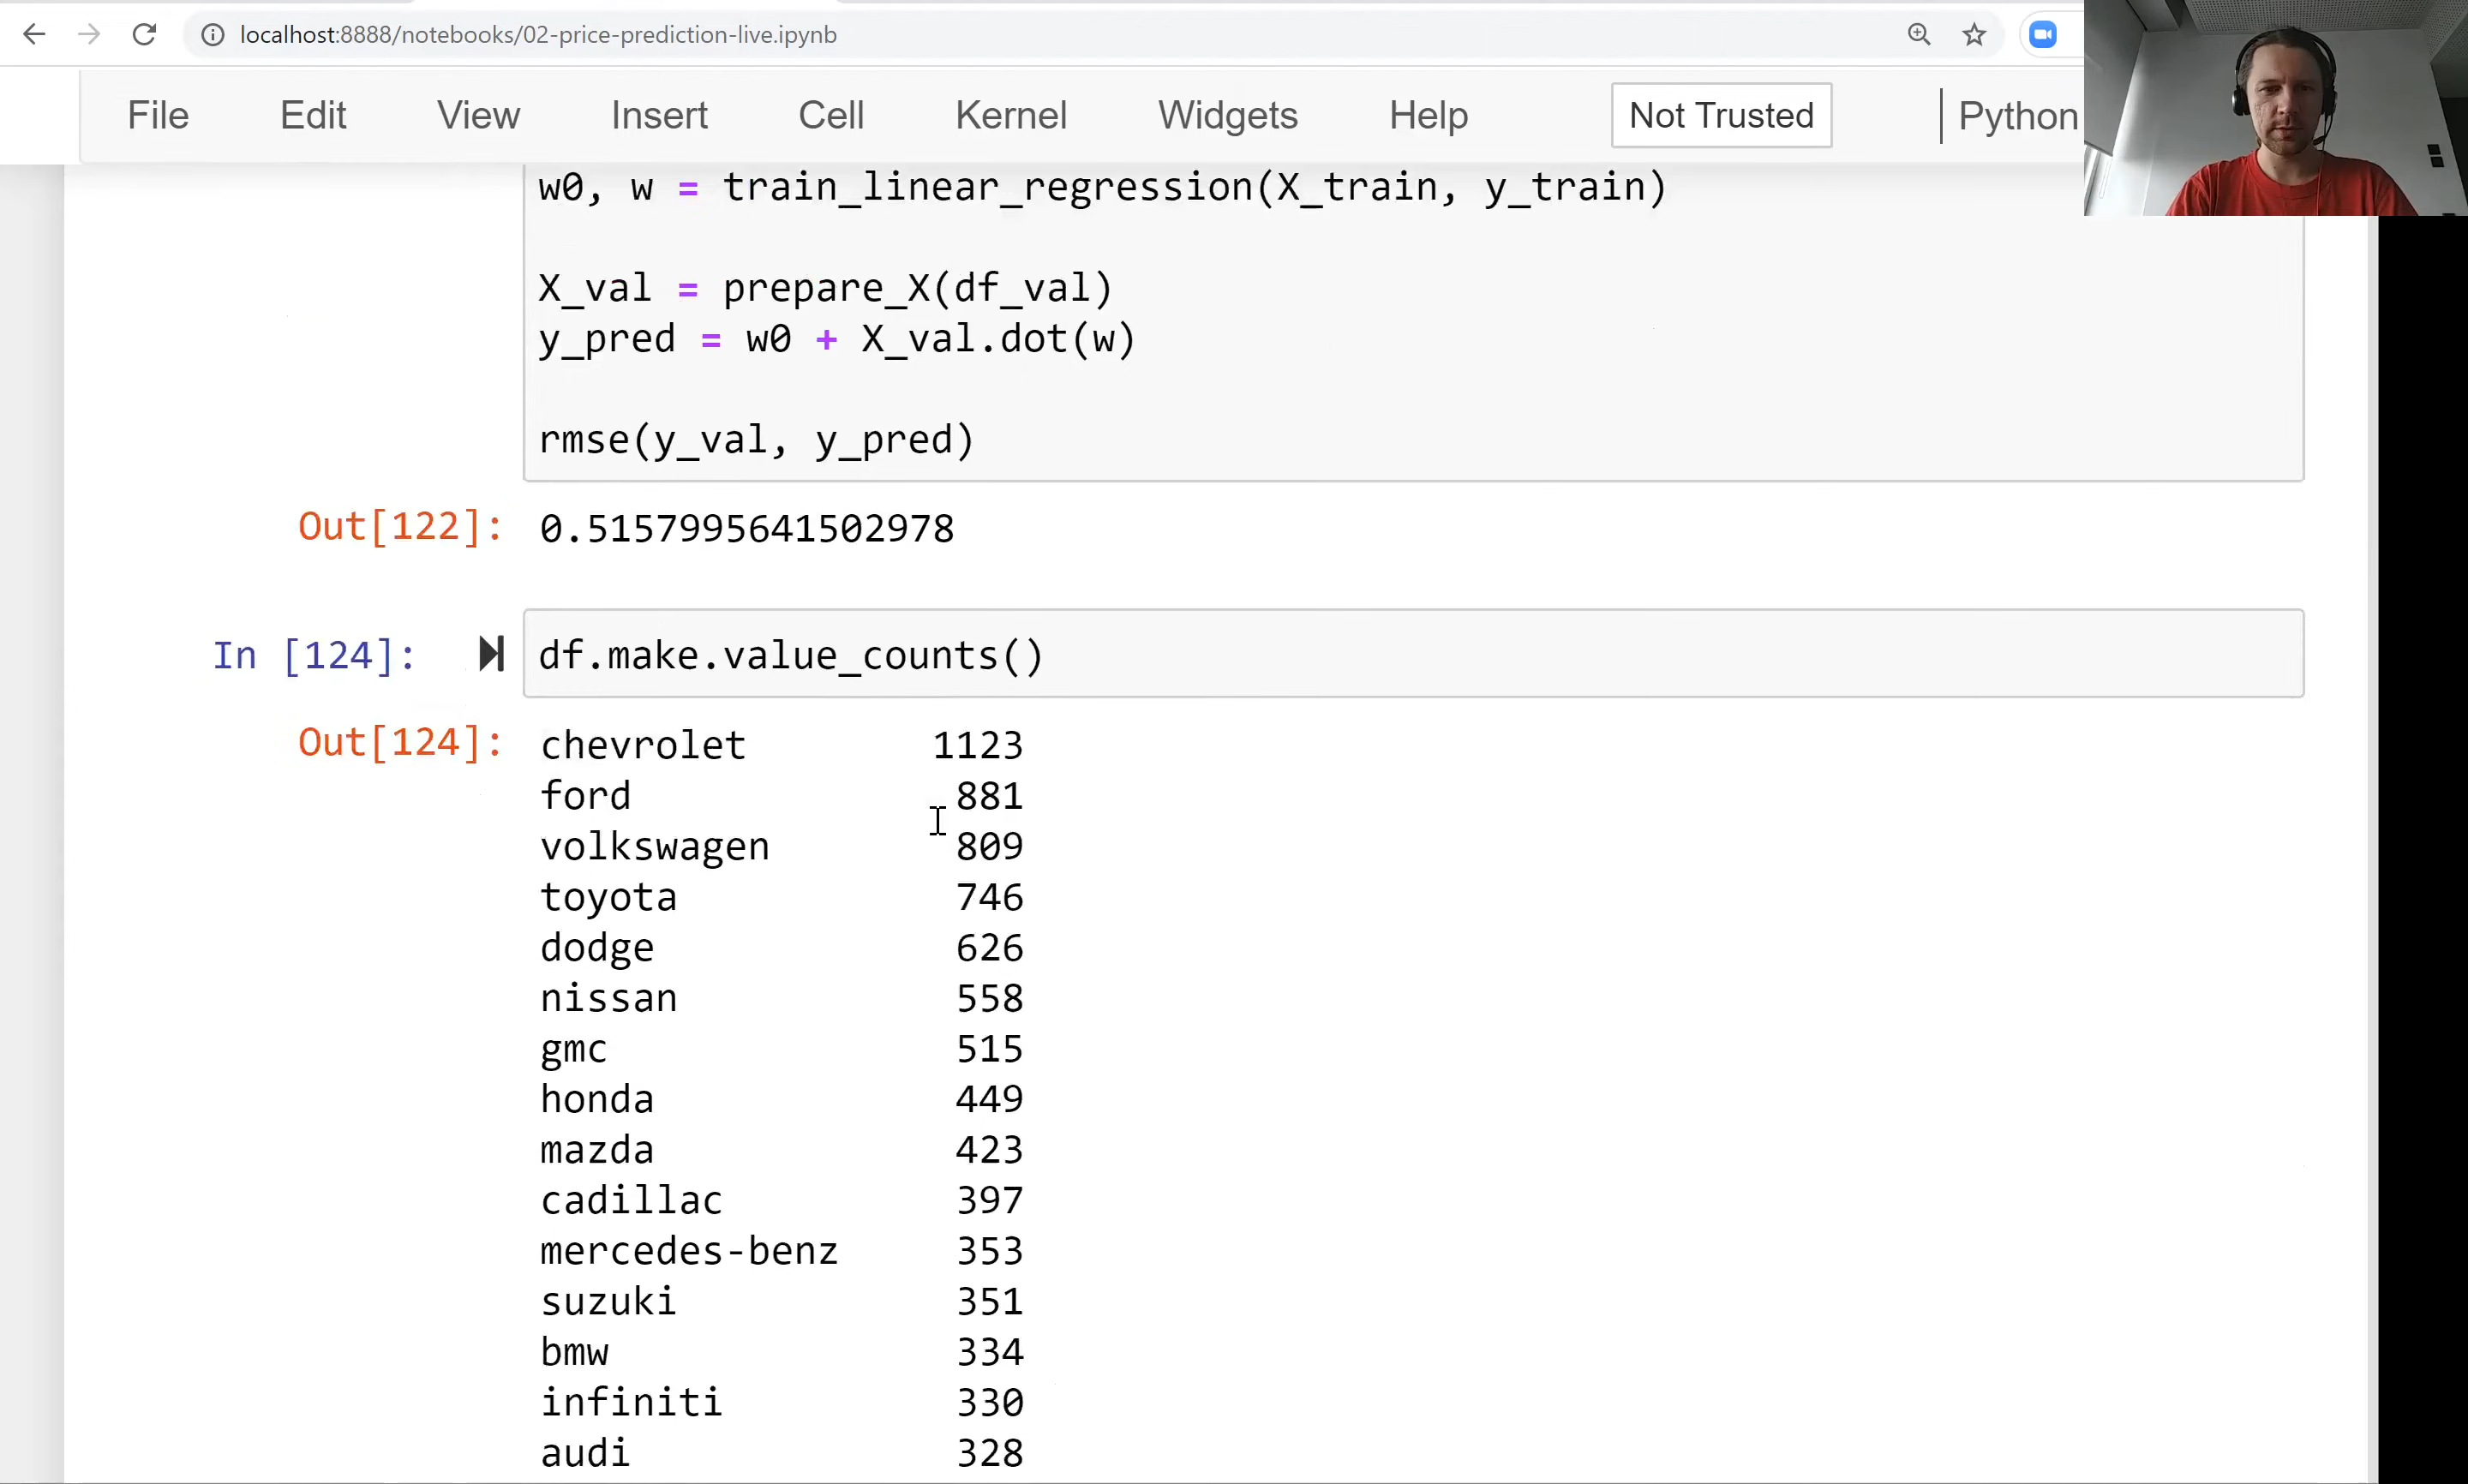 localhost:8888/notebooks/02-price-prediction-live.ipynb
File Edit View Insert Cell Kernel Widgets Help Not Trusted Python
w0, w = train_linear_regression(X_train, y_train)
X_val = prepare_X(df_val)
y_pred = w0 + X_val.dot(w)
rmse(y_val, y_pred)
Out[122]: 0.5157995641502978
In [124]: df.make.value_counts()
Out[124]: chevrolet 1123
ford 881
volkswagen 809
toyota 746
dodge 626
nissan 558
gmc 515
honda 449
mazda 423
cadillac 397
mercedes-benz 353
suzuki 351
bmw 334
infiniti 330
audi 328